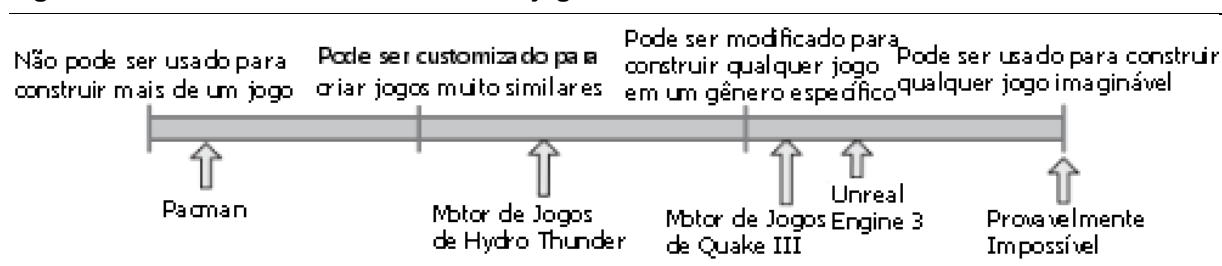 Não pode ser usado para
construir mais de um jogo
Pode ser customizado para
criar jogos muito similares
Pode ser modificado para
construir qualquer jogo
em um gênero específico
Pode ser usado para construir
qualquer jogo imaginável
Pacman
Motor de Jogos
de Hydro Thunder
Motor de Jogos
de Quake III
Unreal
Engine 3
Provavelmente
Impossível